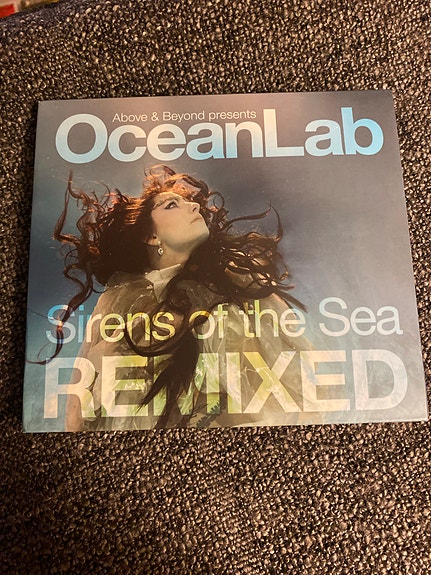 Above & Beyond presents
OceanLab
Sirens of the Sea
REMIXED